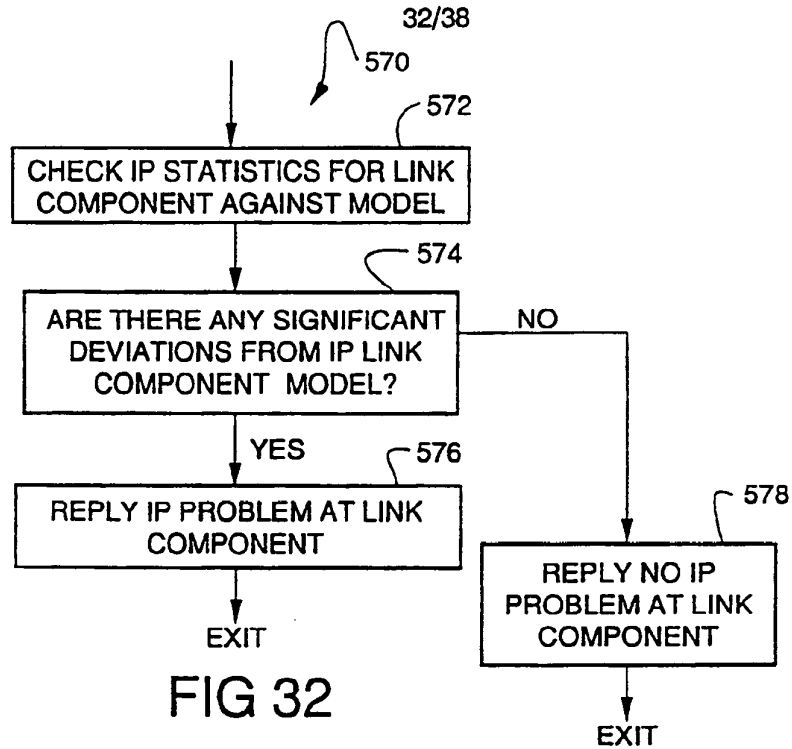 32/38
570
572
CHECK IP STATISTICS FOR LINK
COMPONENT AGAINST MODEL
574
ARE THERE ANY SIGNIFICANT
DEVIATIONS FROM IP LINK
COMPONENT MODEL?
NO
YES
576
REPLY IP PROBLEM AT LINK
COMPONENT
578
REPLY NO IP
PROBLEM AT LINK
COMPONENT
EXIT
FIG 32
EXIT